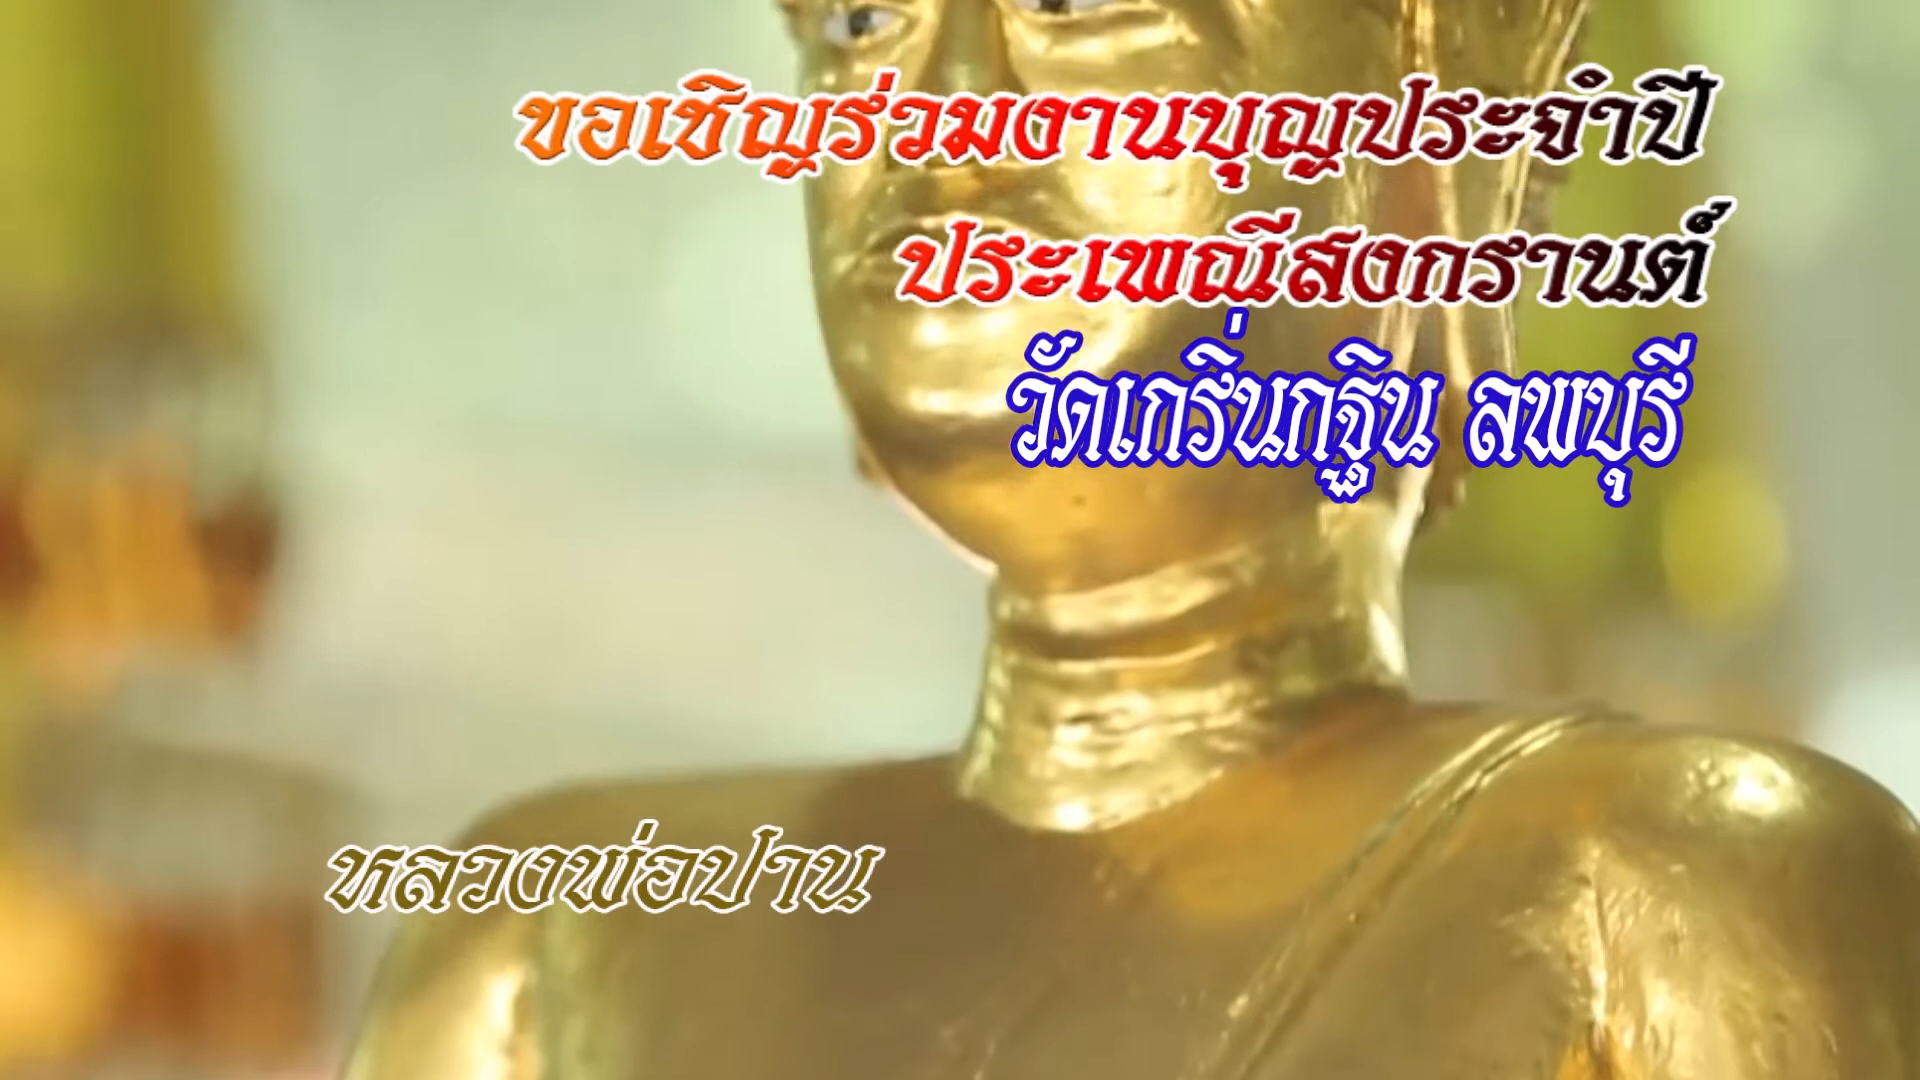 ขอเชิญร่วมงานบุญประจำปี
ประเพณีสงกรานต์
วัดเกริ่นกฐิน ลพบุรี
หลวงพ่อปาน